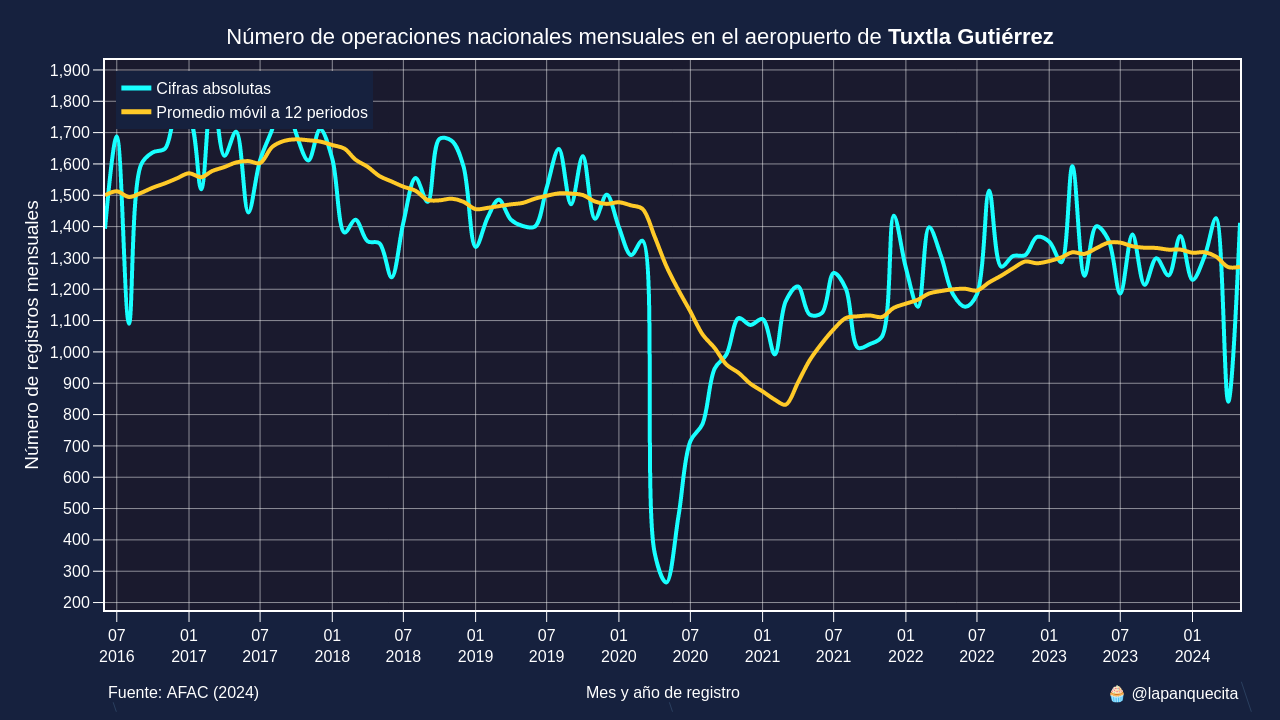 Número de operaciones nacionales mensuales en el aeropuerto de Tuxtla Gutiérrez
Cifras absolutas
Promedio móvil a 12 periodos
Número de registros mensuales
1,900
1,800
1,700
1,600
1,500
1,400
1,300
1,200
1,100
1,000
900
800
700
600
500
400
300
200
07 01 07 01 07 01 07 01 07 01 07 01 07 01 07 01
2016 2017 2017 2018 2018 2019 2019 2020 2020 2021 2021 2022 2022 2023 2023 2024
Fuente: AFAC (2024)
Mes y año de registro
🧁 @lapanquecita